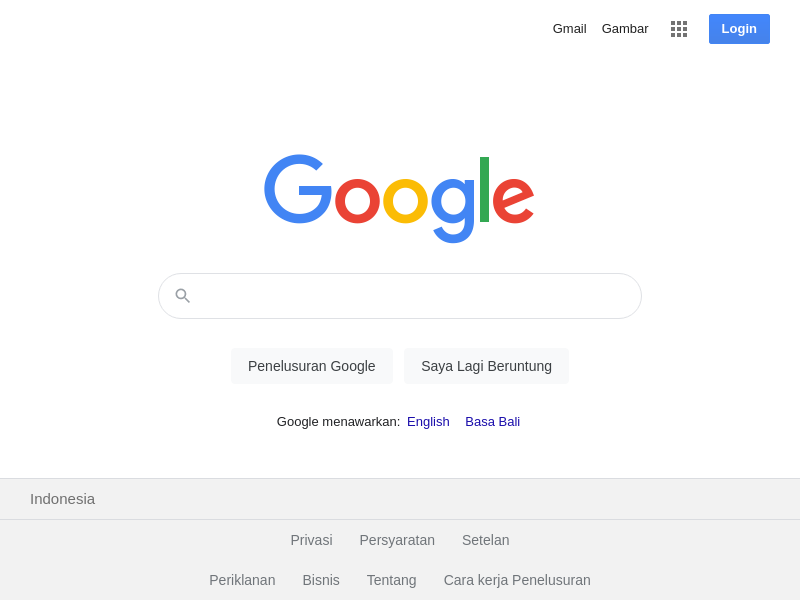 Gmail Gambar Login
Google
Penelusuran Google Saya Lagi Beruntung
Google menawarkan: English Basa Bali
Indonesia
Privasi Persyaratan Setelan
Periklanan Bisnis Tentang Cara kerja Penelusuran